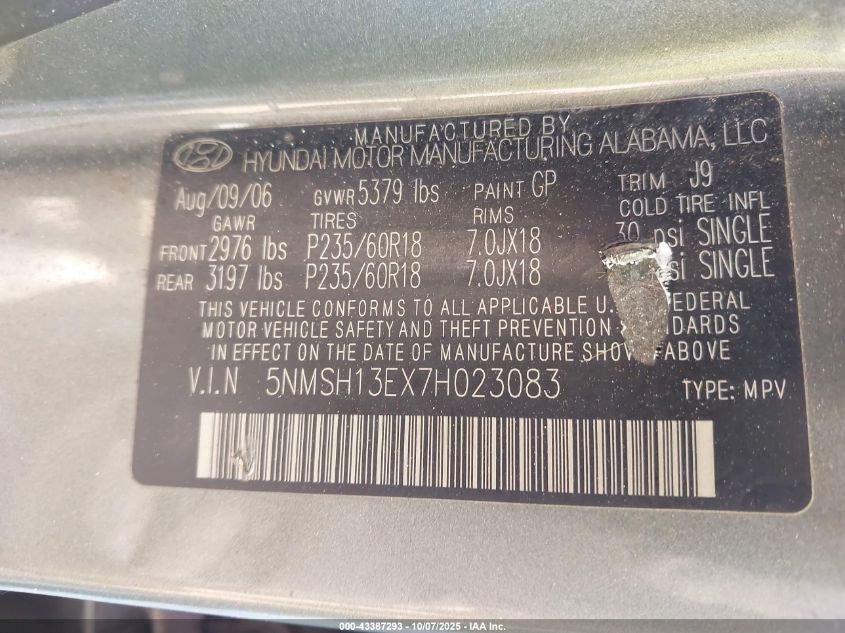 MANUFACTURED BY
HYUNDAI MOTOR MANUFACTURING ALABAMA, LLC
Aug/09/06 GVWR 5379 lbs PAINT GP TRIM J9
GAWR TIRES RIMS COLD TIRE INFL
FRONT 2976 lbs P235/60R18 7.0JX18 30 psi SINGLE
REAR 3197 lbs P235/60R18 7.0JX18 SINGLE
THIS VEHICLE CONFORMS TO ALL APPLICABLE FEDERAL
MOTOR VEHICLE SAFETY AND THEFT PREVENTION STANDARDS
IN EFFECT ON THE DATE OF MANUFACTURE SHOWN ABOVE
V.I.N 5NMSH13EX7H023083 TYPE: MPV
000-43387293 - 10/07/2025 - IAA Inc.